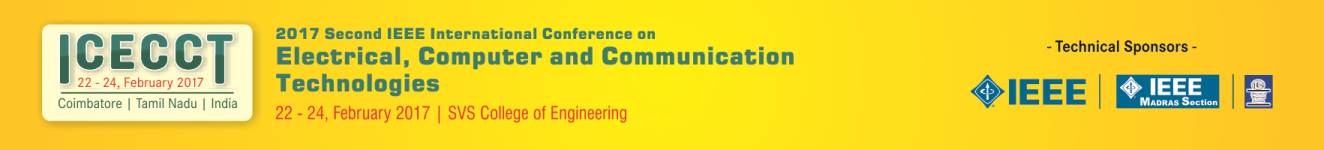 ICECCT
22 - 24, February 2017
Coimbatore | Tamil Nadu | India
2017 Second IEEE International Conference on
Electrical, Computer and Communication
Technologies
22 - 24, February 2017 | SVS College of Engineering
- Technical Sponsors -
IEEE
IEEE
MADRAS SECTION